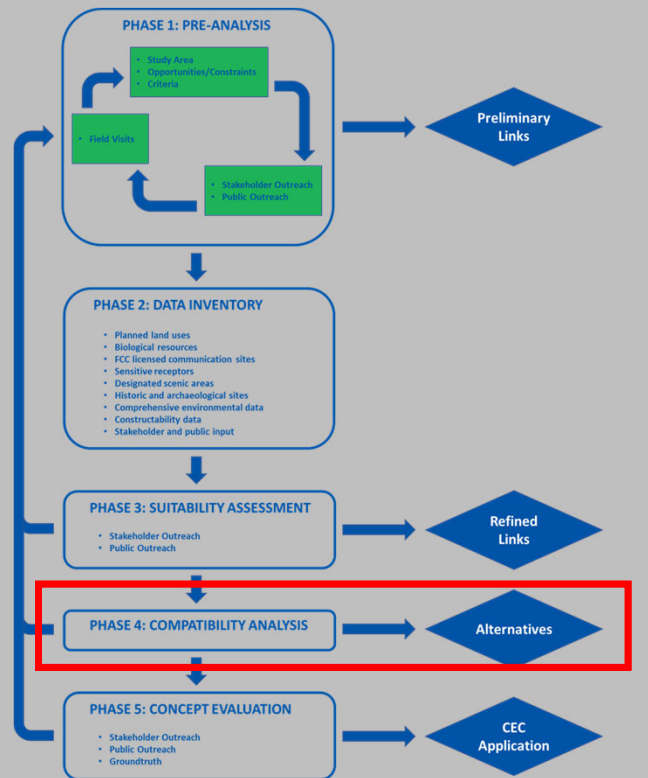 PHASE 1: PRE-ANALYSIS
• Study Area
• Opportunities/Constraints
• Criteria
• Field Visits
• Stakeholder Outreach
• Public Outreach
Preliminary
Links
PHASE 2: DATA INVENTORY
• Planned land uses
• Biological resources
• FCC licensed communication sites
• Sensitive receptors
• Designated scenic areas
• Historic and archaeological sites
• Comprehensive environmental data
• Constructability data
• Stakeholder and public input
PHASE 3: SUITABILITY ASSESSMENT
• Stakeholder Outreach
• Public Outreach
Refined
Links
PHASE 4: COMPATIBILITY ANALYSIS
Alternatives
PHASE 5: CONCEPT EVALUATION
• Stakeholder Outreach
• Public Outreach
• Groundtruth
CEC
Application